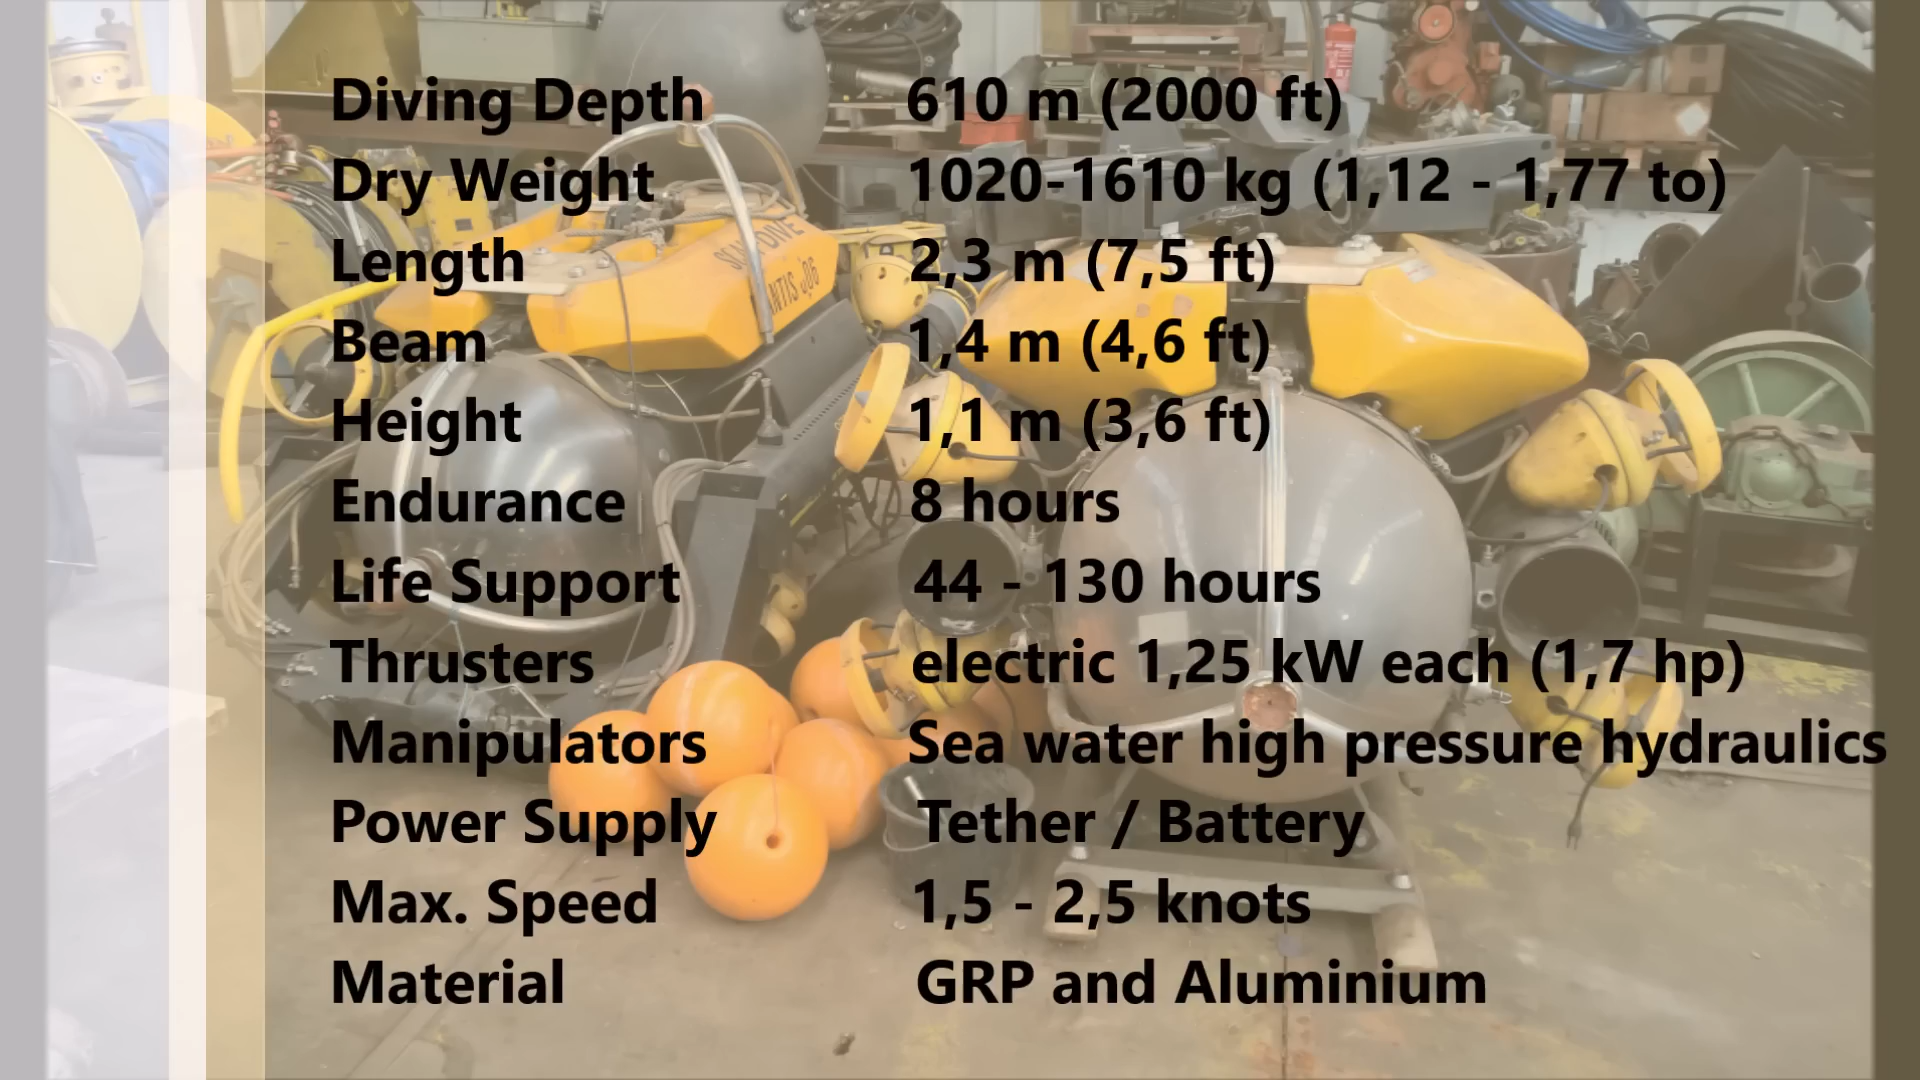 Diving Depth 610 m (2000 ft)
Dry Weight 1020-1610 kg (1,12 - 1,77 to)
Length 2,3 m (7,5 ft)
Beam 1,4 m (4,6 ft)
Height 1,1 m (3,6 ft)
Endurance 8 hours
Life Support 44 - 130 hours
Thrusters electric 1,25 kW each (1,7 hp)
Manipulators Sea water high pressure hydraulics
Power Supply Tether / Battery
Max. Speed 1,5 - 2,5 knots
Material GRP and Aluminium